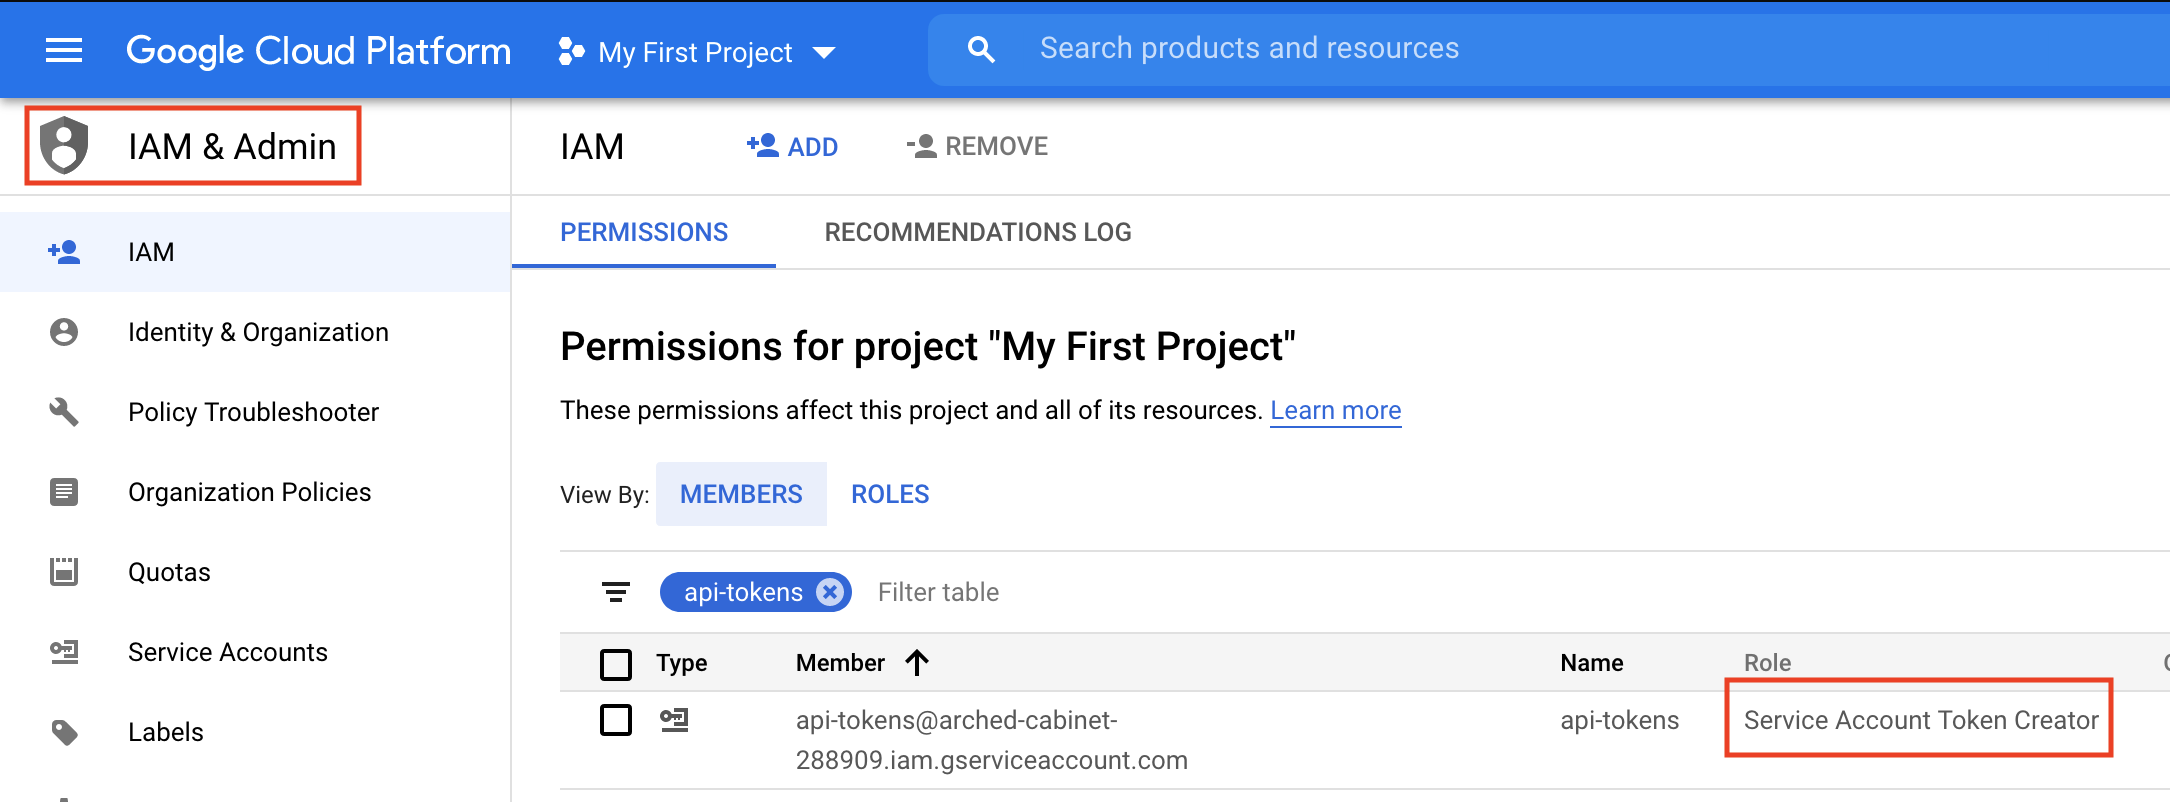 Google Cloud Platform
My First Project
Search products and resources
IAM & Admin
IAM
ADD
REMOVE
IAM
Identity & Organization
Policy Troubleshooter
Organization Policies
Quotas
Service Accounts
Labels
PERMISSIONS
RECOMMENDATIONS LOG
Permissions for project "My First Project"
These permissions affect this project and all of its resources. Learn more
View By: MEMBERS ROLES
api-tokens Filter table
Type Member Name Role
api-tokens@arched-cabinet-
288909.iam.gserviceaccount.com
api-tokens
Service Account Token Creator